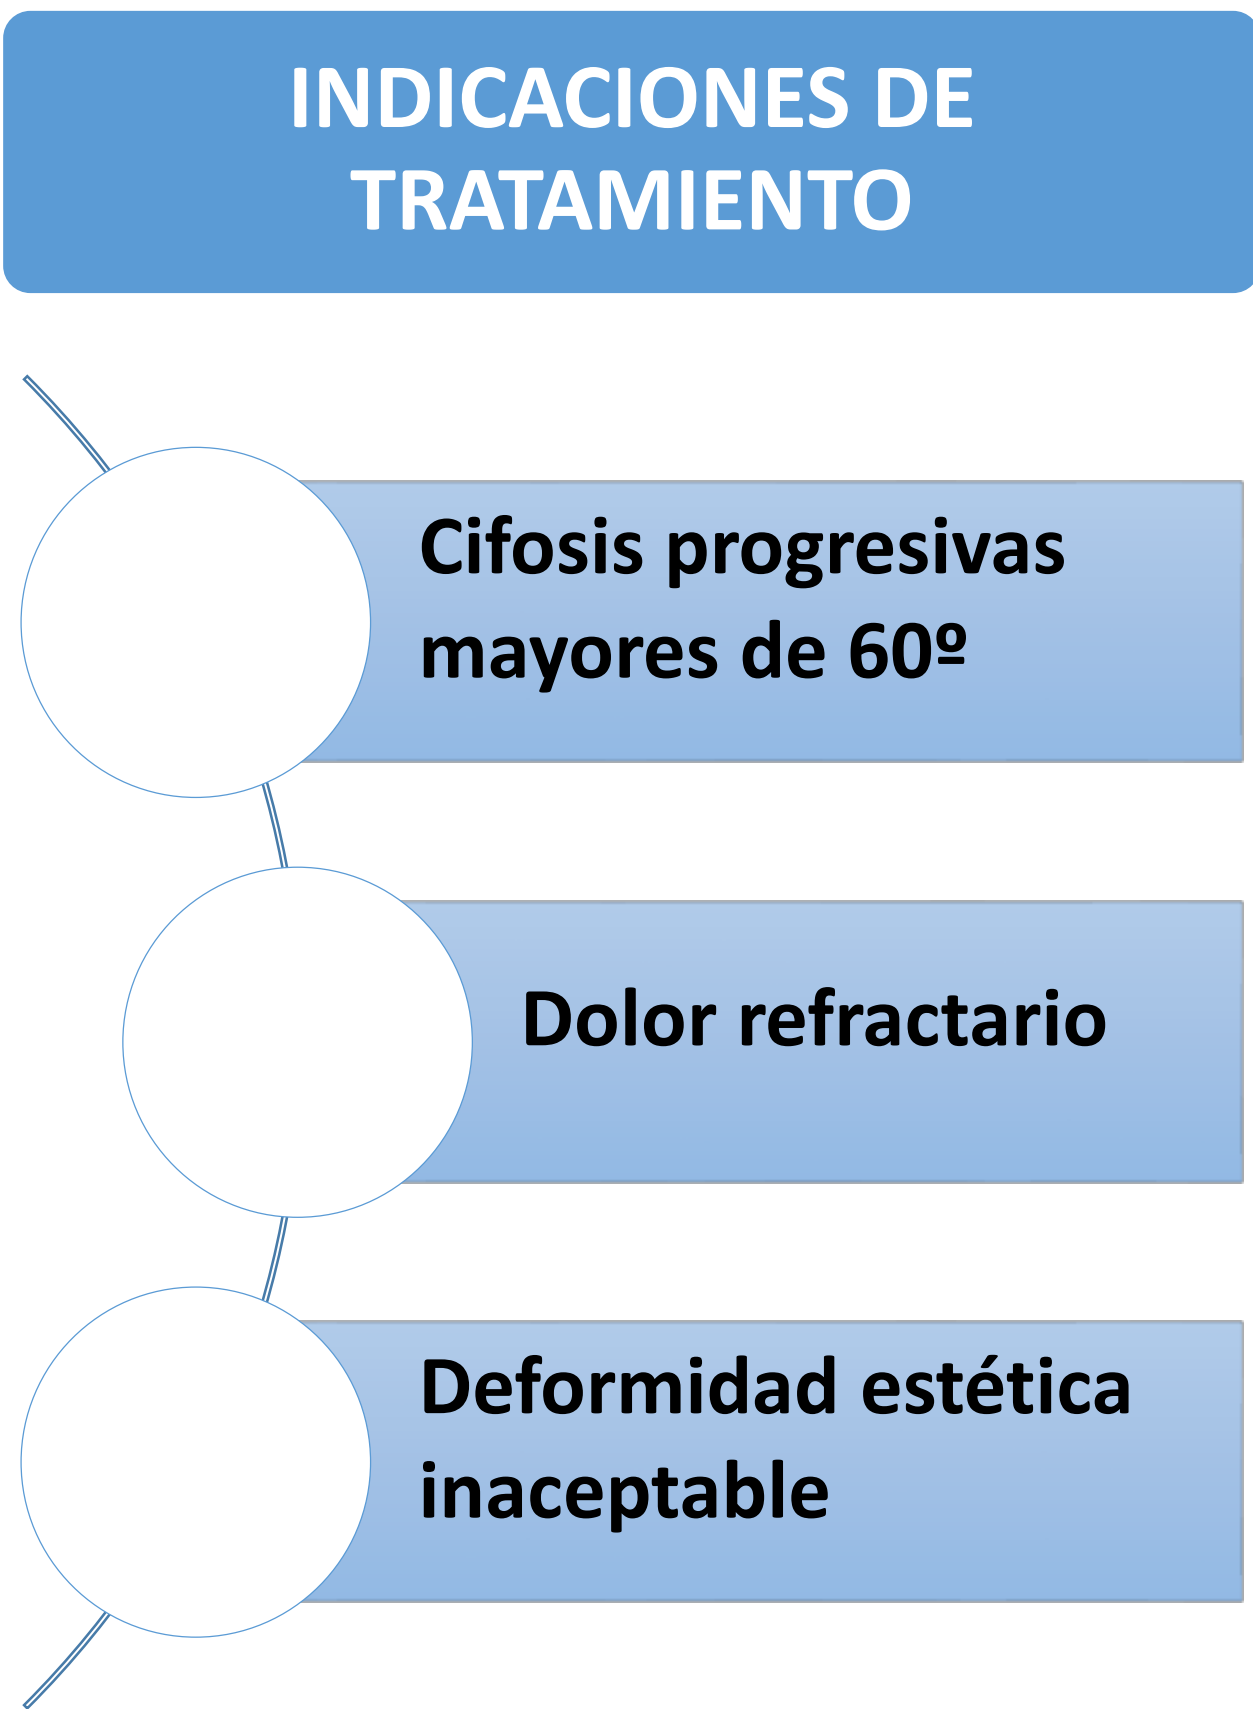 INDICACIONES DE
TRATAMIENTO
Cifosis progresivas
mayores de 60º
Dolor refractario
Deformidad estética
inaceptable